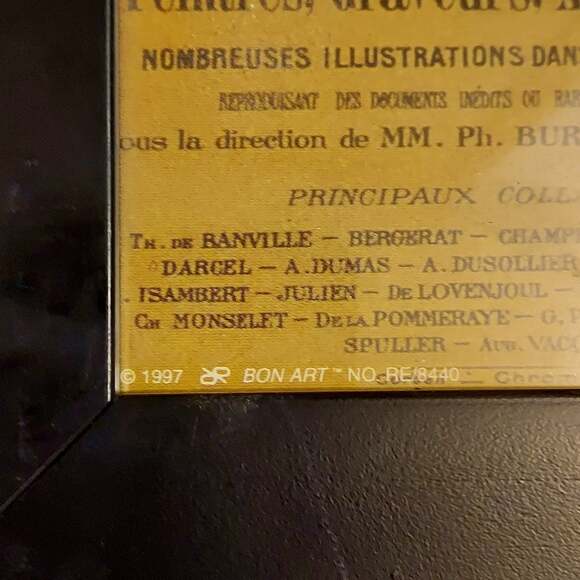 NOMBREUSES ILLUSTRATIONS DAN
REPRODUISANT DES DOCUMENTS INÉDITS OU RAR
ous la direction de MM. Ph. BUR
PRINCIPAUX COLL
TH. DE BANVILLE – BERGERAT – CHAMP
DARCEL – A. DUMAS – A. DUSOLLIER
. ISAMBERT – JULIEN – DE LOVENJOUL –
CH MONSELET – DE LA POMMERAYE – G.
SPULLER – AUG. VACQ
© 1997 BON ART™ NO. RE/8440